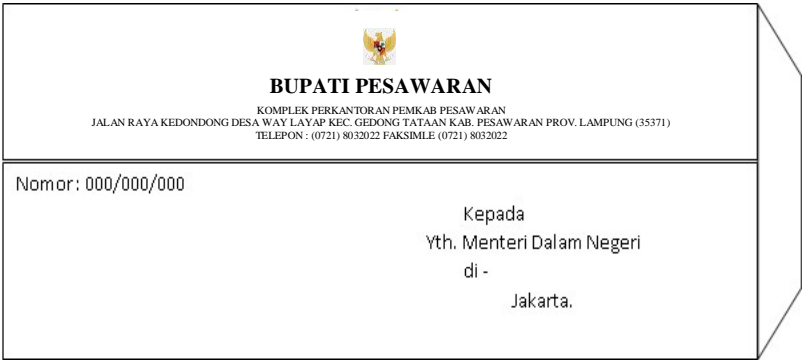 BUPATI PESAWARAN
KOMPLEK PERKANTORAN PEMKAB PESAWARAN
JALAN RAYA KEDONDONG DESA WAY LAYAP KEC. GEDONG TATAAN KAB. PESAWARAN PROV. LAMPUNG (35371)
TELEPON : (0721) 8032022 FAKSIMLE (0721) 8032022
Nomor : 000/000/000
Kepada
Yth. Menteri Dalam Negeri
di -
Jakarta.